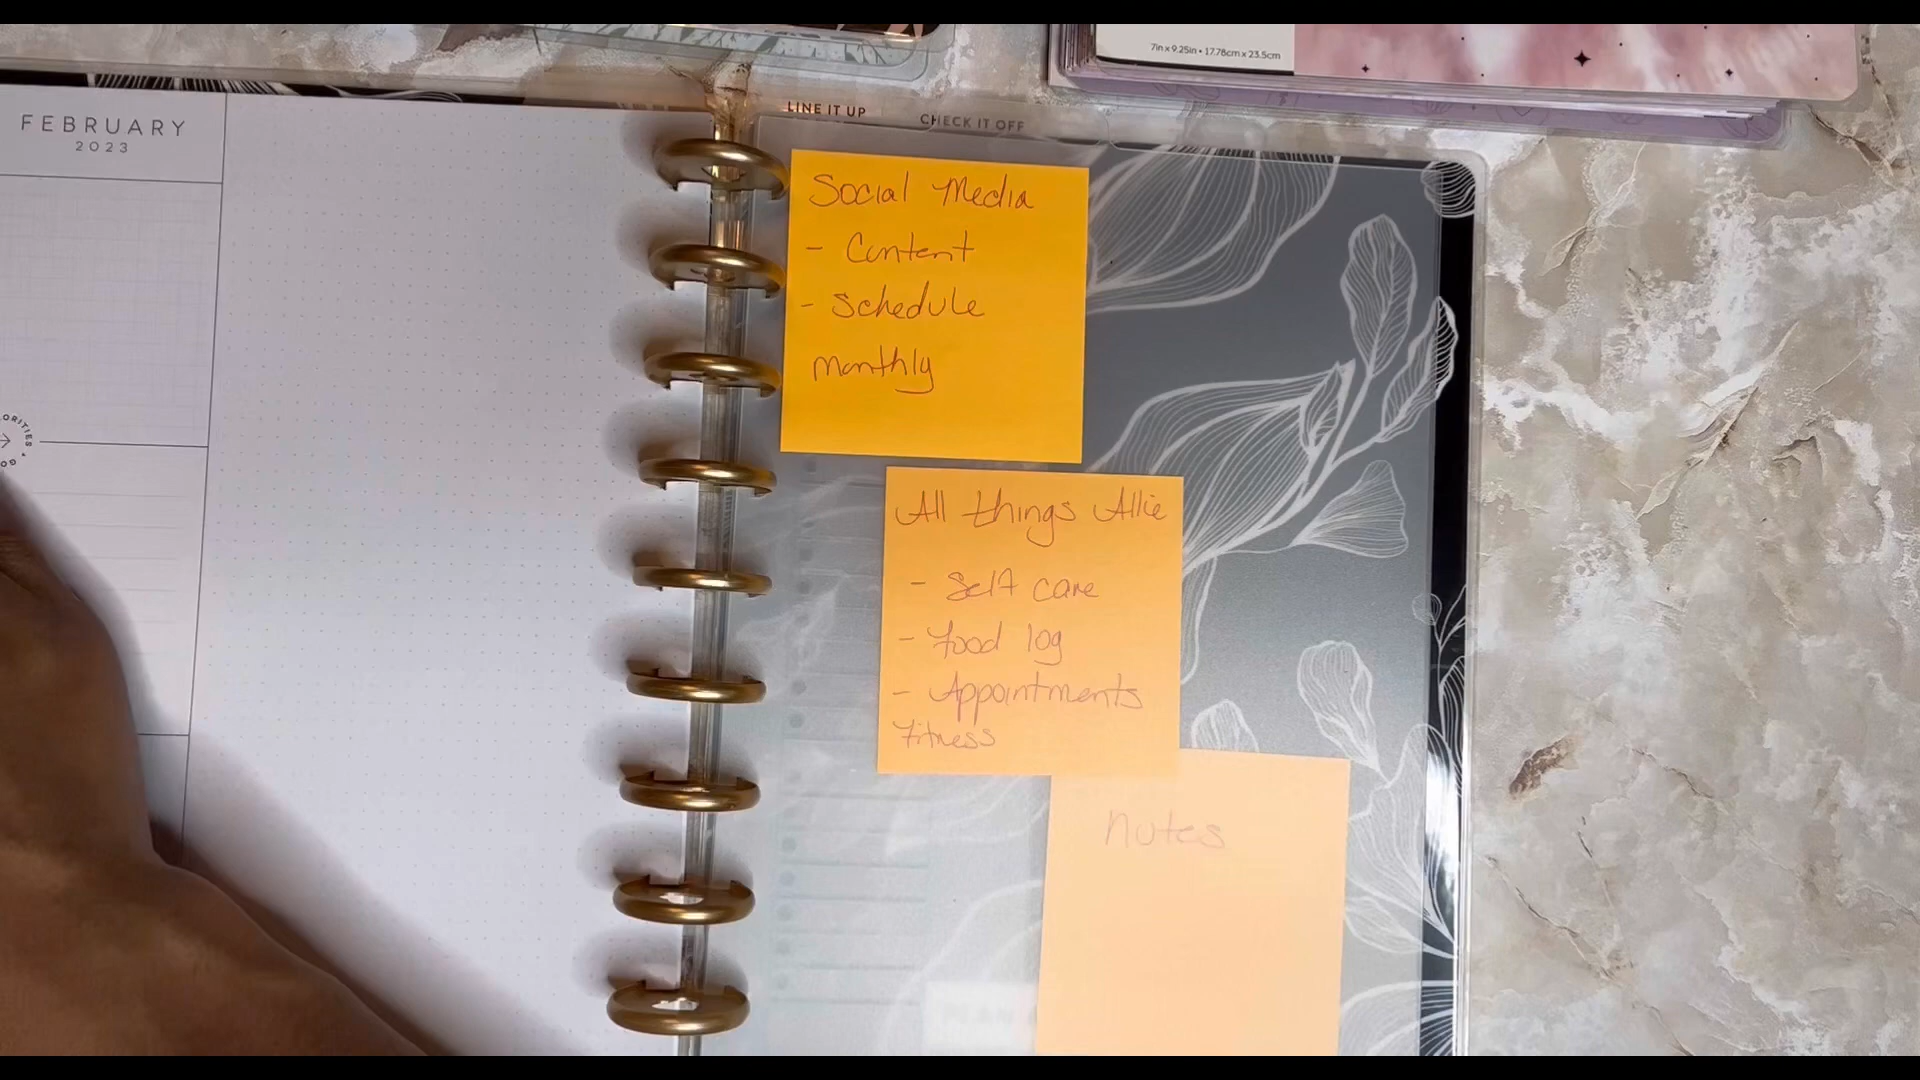 7in x 9.25in • 17.78cm x 23.5cm
FEBRUARY
2023
LINE IT UP
CHECK IT OFF
Social Media
- Content
- Schedule
monthly
All things Allie
- Self care
- Food log
- Appointments
Fitness
Notes
PLAN